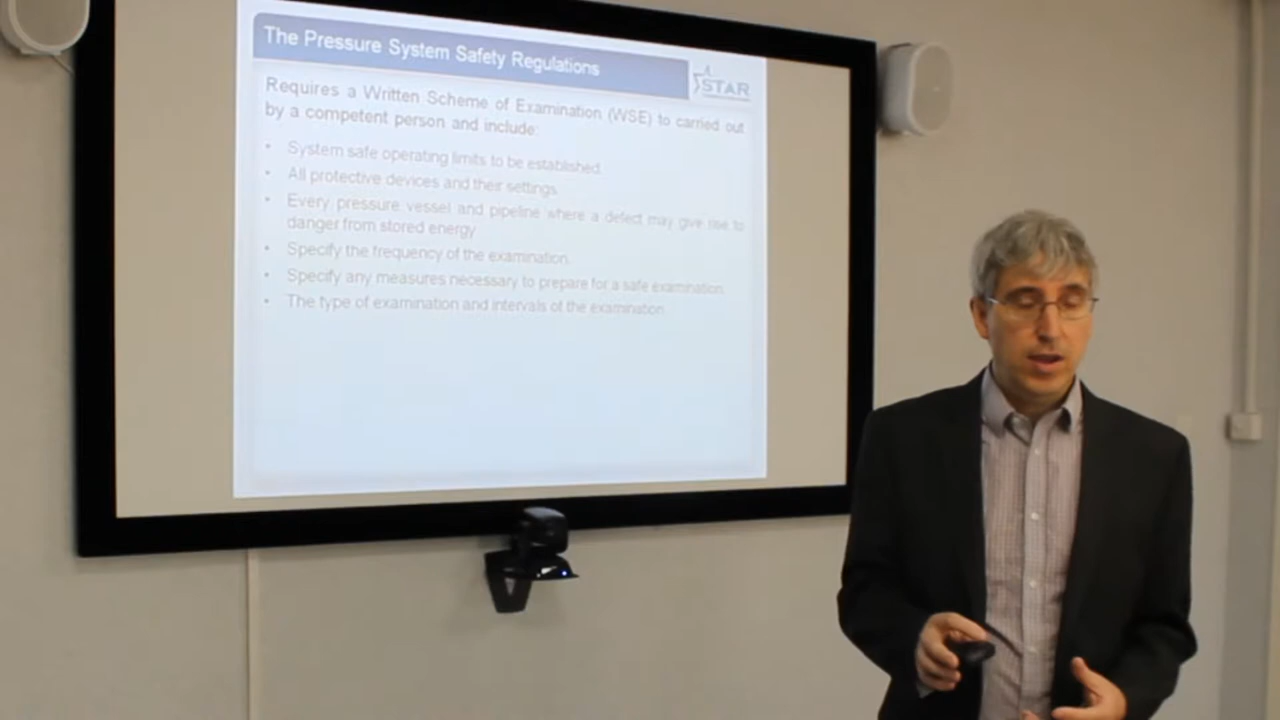 The Pressure System Safety Regulations
STAR
Requires a Written Scheme of Examination (WSE) to carried out
by a competent person and include:
• System safe operating limits to be established.
• All protective devices and their settings.
• Every pressure vessel and pipeline where a defect may give rise to
danger from stored energy
• Specify the frequency of the examination.
• Specify any measures necessary to prepare for a safe examination.
• The type of examination and intervals of the examination.